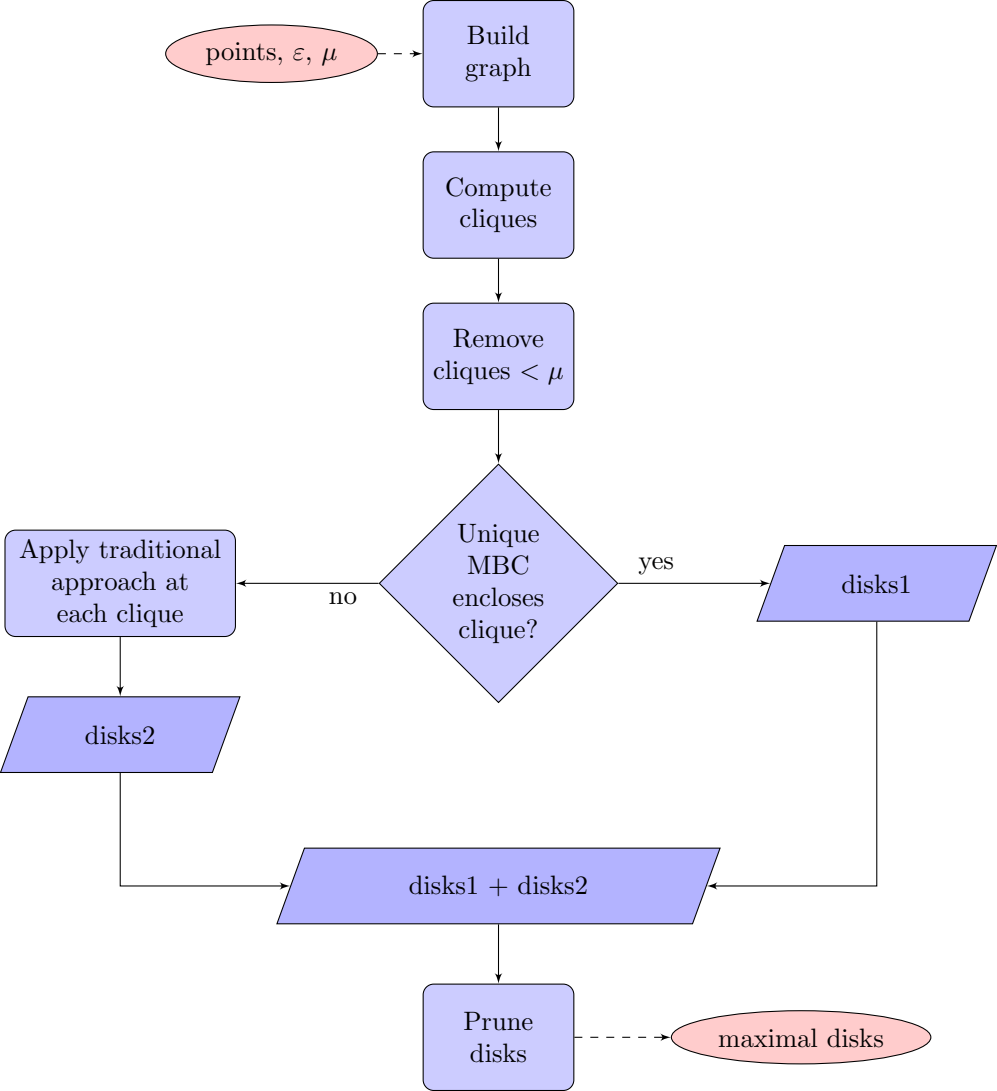 points, ε, μ
Build
graph
Compute
cliques
Remove
cliques < μ
Unique
MBC
encloses
clique?
yes
no
disks1
Apply traditional
approach at
each clique
disks2
disks1 + disks2
Prune
disks
maximal disks